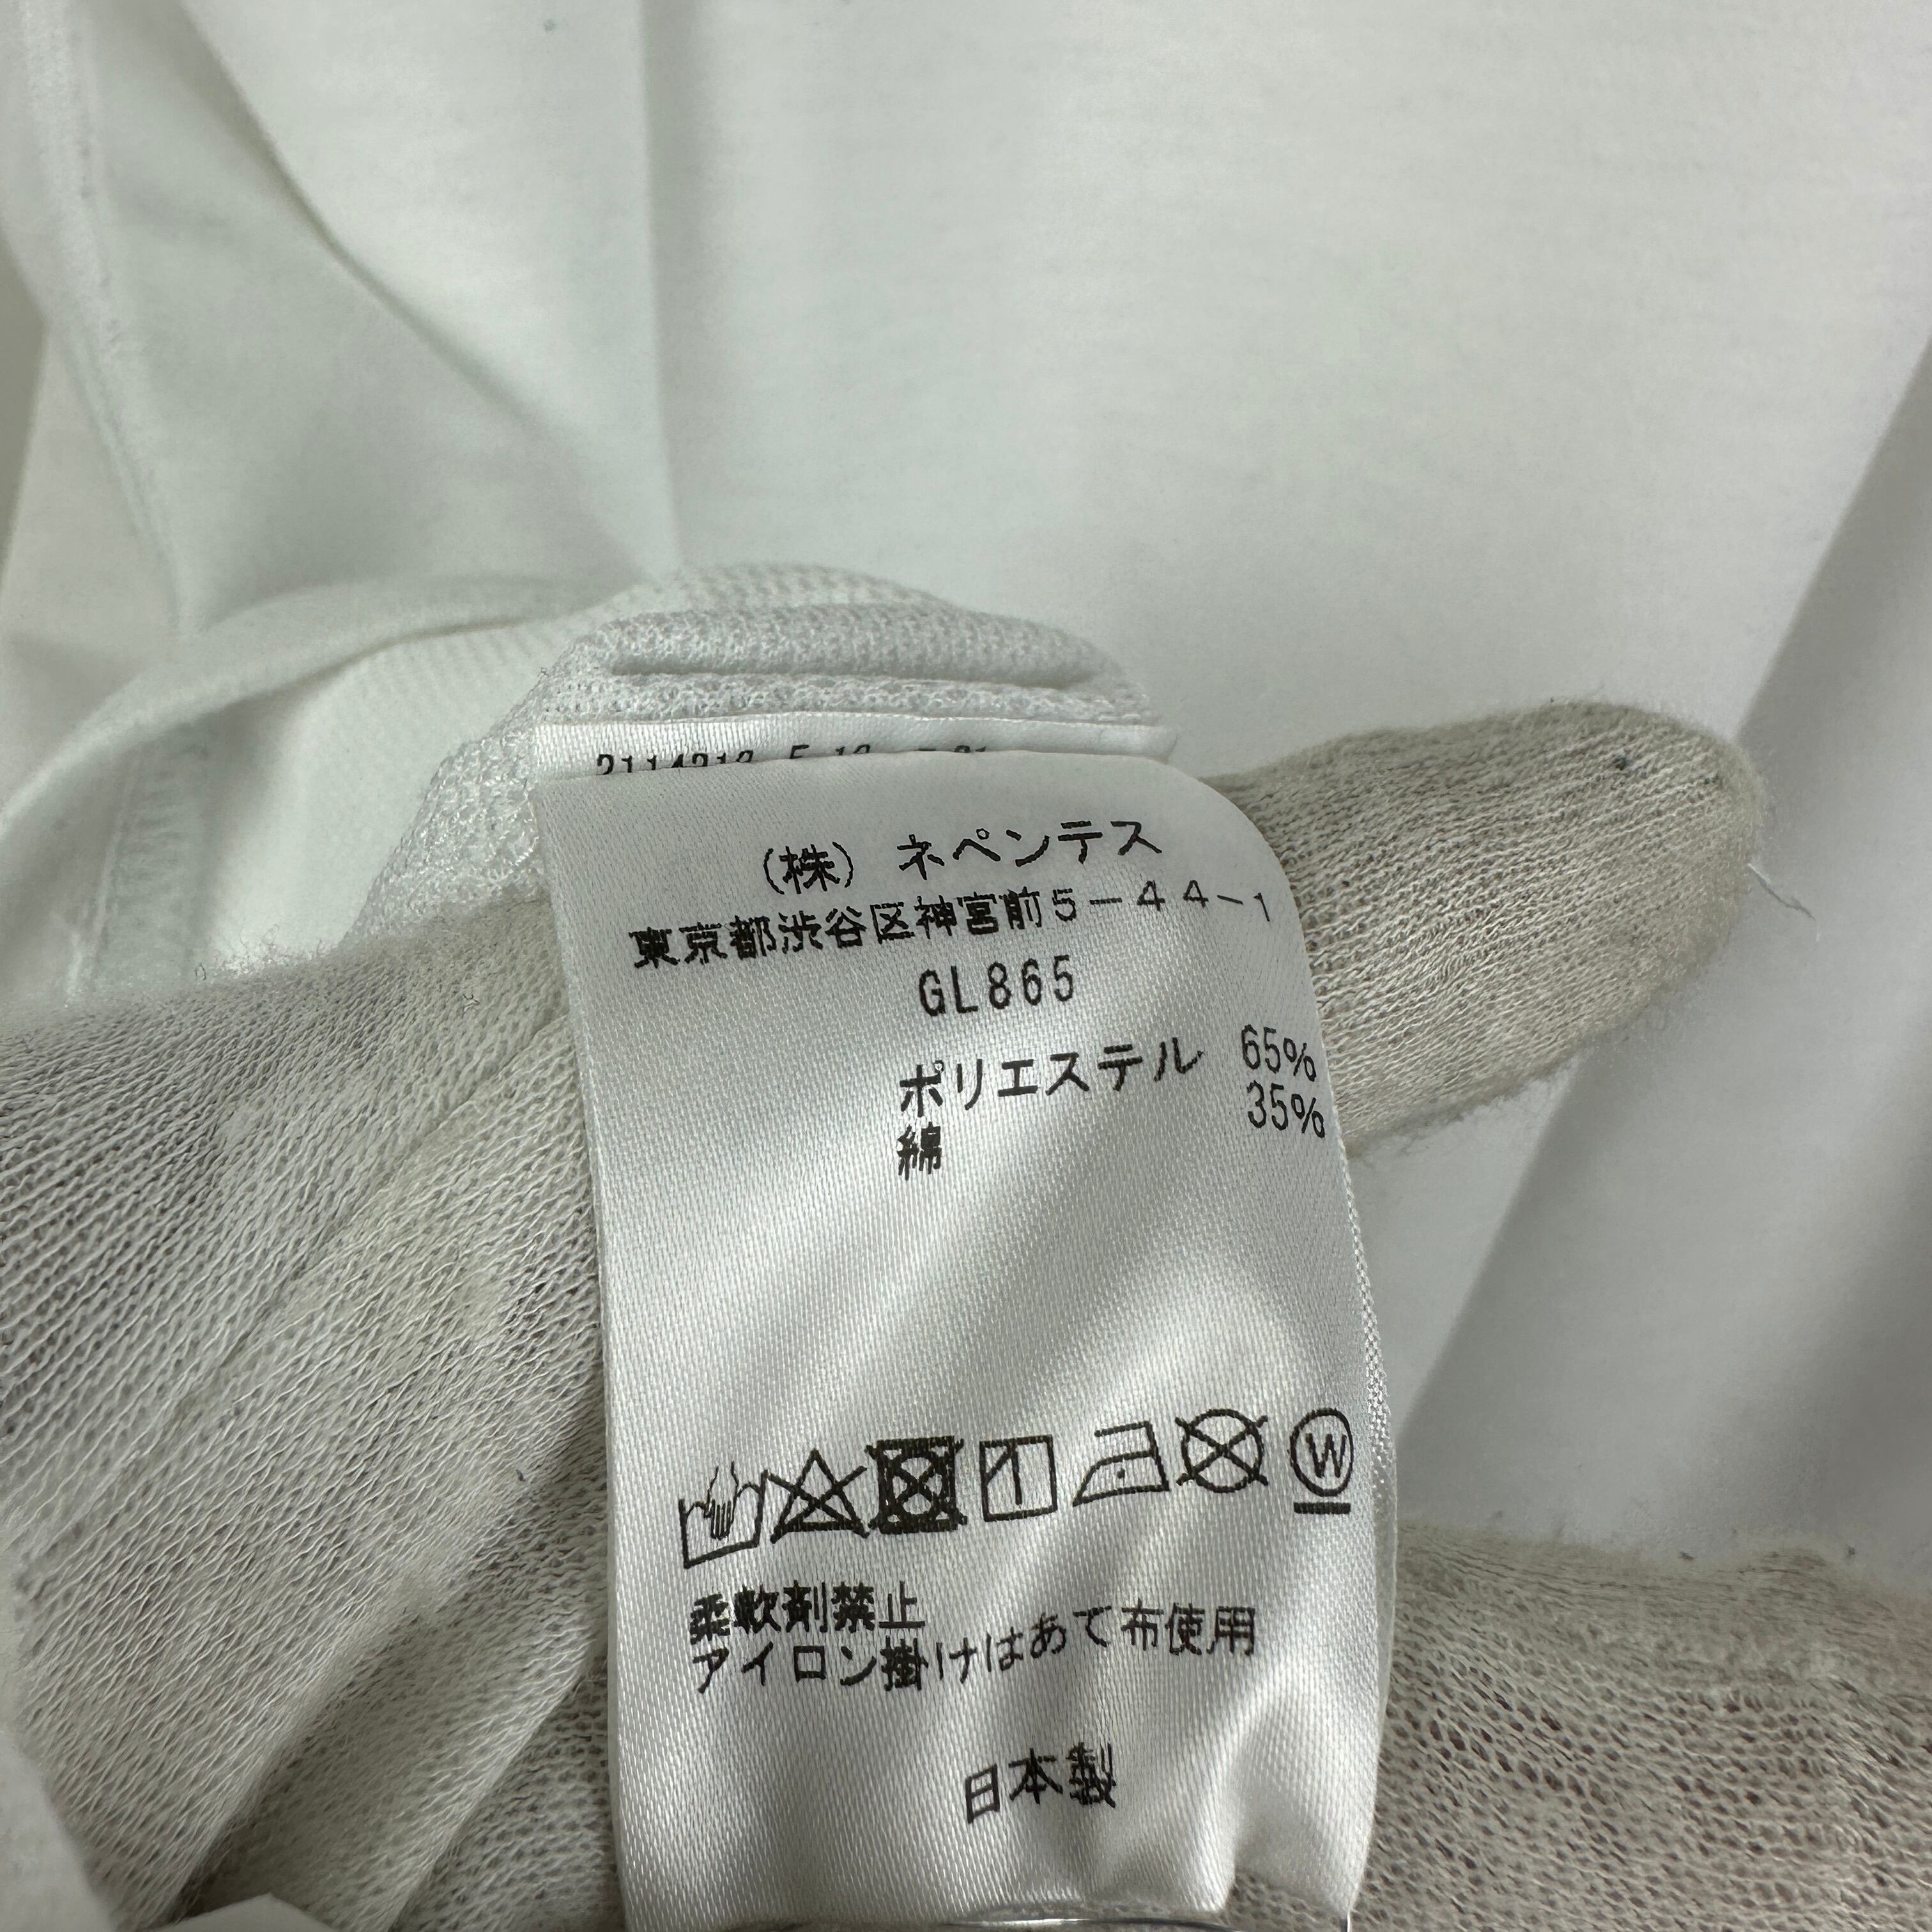 （株）ネペンテス
東京都渋谷区神宮前５－４４－１
GL865
ポリエステル 65%
綿 35%
W
柔軟剤禁止
アイロン掛けはあて布使用
日本製